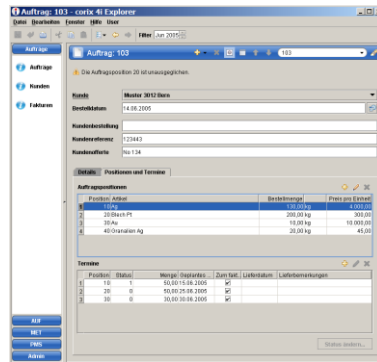 Auftrag: 103 - corix 4i Explorer
Datei Bearbeiten Fenster Hilfe User
Filter Jun 2005
Aufträge
Aufträge
Kunden
Fakturen
AUF
MET
PMS
Admin
Auftrag: 103
103
Die Auftragsposition 20 ist unausgeglichen.
Kunde Muster 3012 Bern
Bestelldatum 14.06.2005
Kundenbestellung
Kundenreferenz 123443
Kundenofferte No 134
Details Positionen und Termine
Auftragspositionen
Position Artikel Bestellmenge Preis pro Einheit
1 10 Ag 130,00 kg 4 000,00
2 20 Blech Pt 200,00 kg 300,00
3 30 Au 10,00 kg 10.000,00
4 40 Granalien Ag 20,00 kg 45,00
Termine
Position Status Menge Geplantes ... Zum fakt. Lieferdatum Lieferbemerkungen
1 10 1 50,00 15.06.2005
2 20 0 50,00 25.06.2005
3 30 0 30,00 30.06.2005
Status ändern...